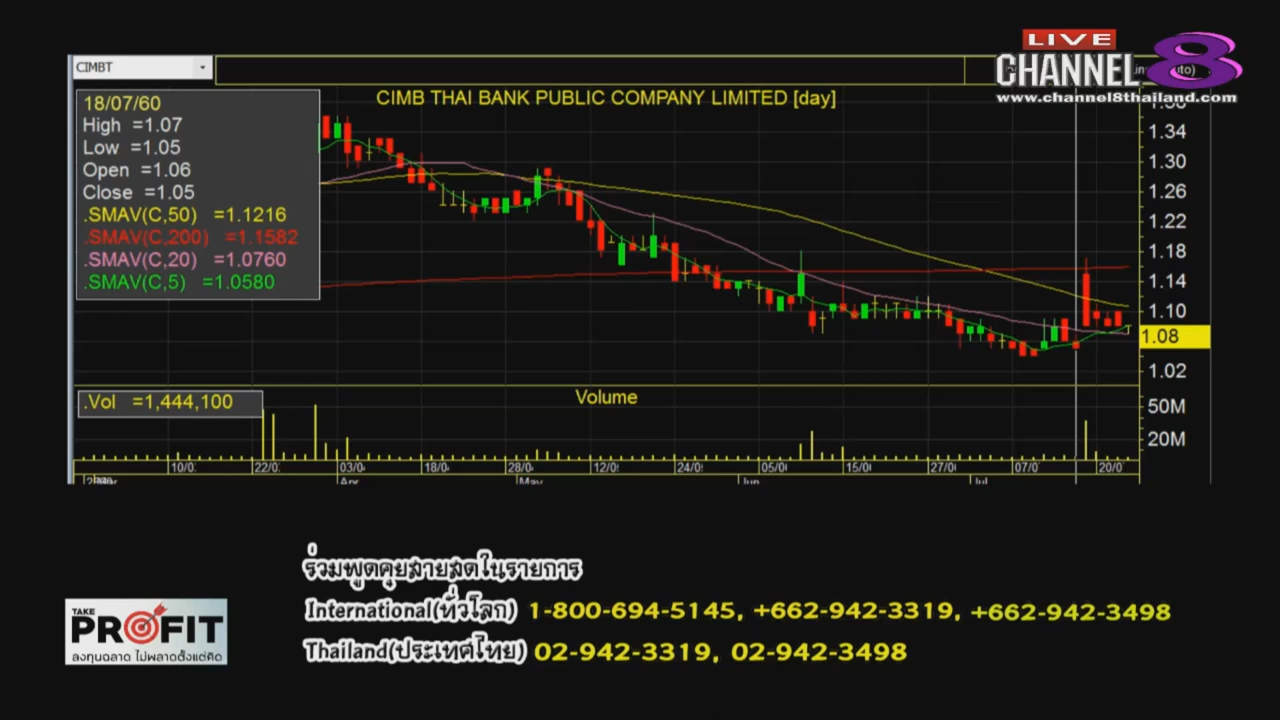 LIVE
CHANNEL 8
www.channel8thailand.com
CIMBT
CIMB THAI BANK PUBLIC COMPANY LIMITED [day]
18/07/60
High =1.07
Low =1.05
Open =1.06
Close =1.05
.SMAV(C,50) =1.1216
.SMAV(C,200) =1.1582
.SMAV(C,20) =1.0760
.SMAV(C,5) =1.0580
1.34
1.30
1.26
1.22
1.18
1.14
1.10
1.08
1.02
.Vol =1,444,100
Volume
50M
20M
10/0 22/0 03/0 18/0 28/0 12/0 24/0 05/0 15/0 27/0 07/0 20/0
Apr May Jun Jul
ร่วมพูดคุยสายสดในรายการ
International(ทั่วโลก) 1-800-694-5145, +662-942-3319, +662-942-3498
Thailand(ประเทศไทย) 02-942-3319, 02-942-3498
TAKE
PROFIT
ลงทุนฉลาด ไม่พลาดตั้งแต่คิด